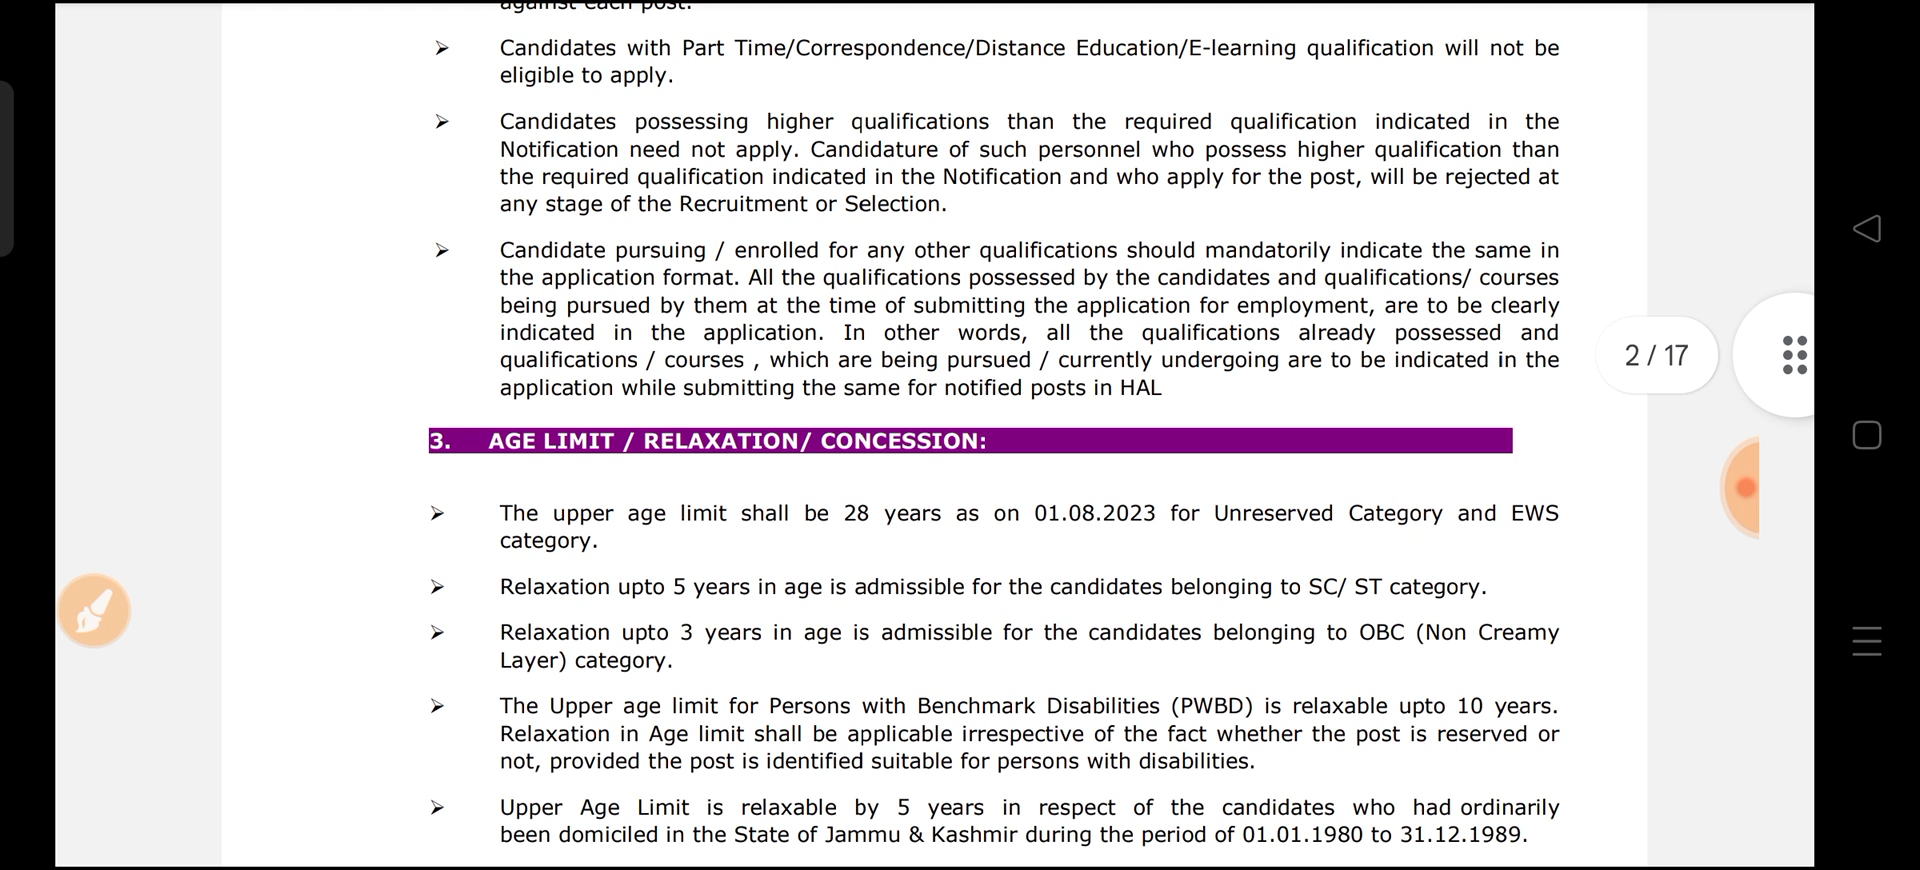 against each post.
➢ Candidates with Part Time/Correspondence/Distance Education/E-learning qualification will not be
eligible to apply.
➢ Candidates possessing higher qualifications than the required qualification indicated in the
Notification need not apply. Candidature of such personnel who possess higher qualification than
the required qualification indicated in the Notification and who apply for the post, will be rejected at
any stage of the Recruitment or Selection.
➢ Candidate pursuing / enrolled for any other qualifications should mandatorily indicate the same in
the application format. All the qualifications possessed by the candidates and qualifications/ courses
being pursued by them at the time of submitting the application for employment, are to be clearly
indicated in the application. In other words, all the qualifications already possessed and
qualifications / courses , which are being pursued / currently undergoing are to be indicated in the
application while submitting the same for notified posts in HAL
2 / 17
3. AGE LIMIT / RELAXATION/ CONCESSION:
➢ The upper age limit shall be 28 years as on 01.08.2023 for Unreserved Category and EWS
category.
➢ Relaxation upto 5 years in age is admissible for the candidates belonging to SC/ ST category.
➢ Relaxation upto 3 years in age is admissible for the candidates belonging to OBC (Non Creamy
Layer) category.
➢ The Upper age limit for Persons with Benchmark Disabilities (PWBD) is relaxable upto 10 years.
Relaxation in Age limit shall be applicable irrespective of the fact whether the post is reserved or
not, provided the post is identified suitable for persons with disabilities.
➢ Upper Age Limit is relaxable by 5 years in respect of the candidates who had ordinarily
been domiciled in the State of Jammu & Kashmir during the period of 01.01.1980 to 31.12.1989.